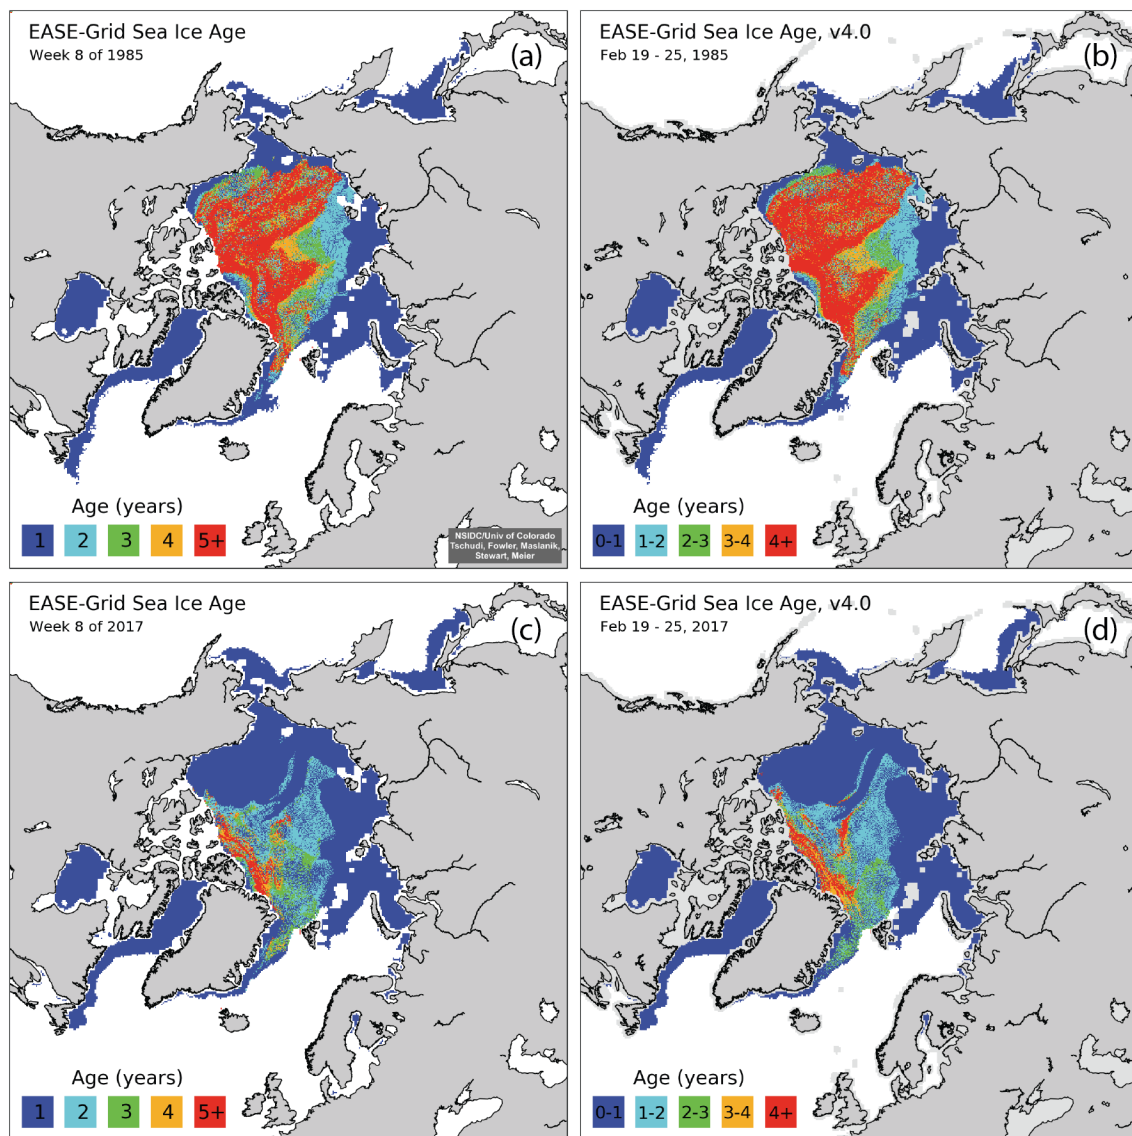 EASE-Grid Sea Ice Age
Week 8 of 1985
(a)
Age (years)
1 2 3 4 5+
NSIDC/Univ of Colorado
Tschudi, Fowler, Maslanik,
Stewart, Meier
EASE-Grid Sea Ice Age, v4.0
Feb 19 - 25, 1985
(b)
Age (years)
0-1 1-2 2-3 3-4 4+
EASE-Grid Sea Ice Age
Week 8 of 2017
(c)
Age (years)
1 2 3 4 5+
EASE-Grid Sea Ice Age, v4.0
Feb 19 - 25, 2017
(d)
Age (years)
0-1 1-2 2-3 3-4 4+